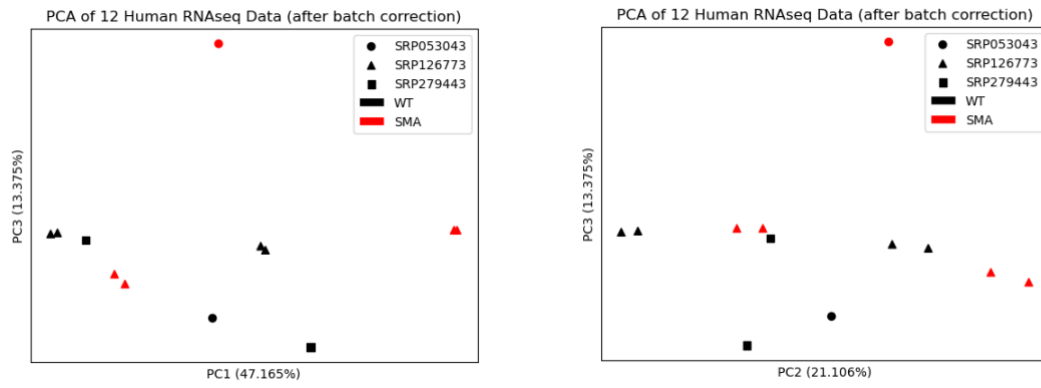 PCA of 12 Human RNAseq Data (after batch correction)
SRP053043
SRP126773
SRP279443
WT
SMA
PC3 (13.375%)
PC1 (47.165%)
PCA of 12 Human RNAseq Data (after batch correction)
SRP053043
SRP126773
SRP279443
WT
SMA
PC3 (13.375%)
PC2 (21.106%)